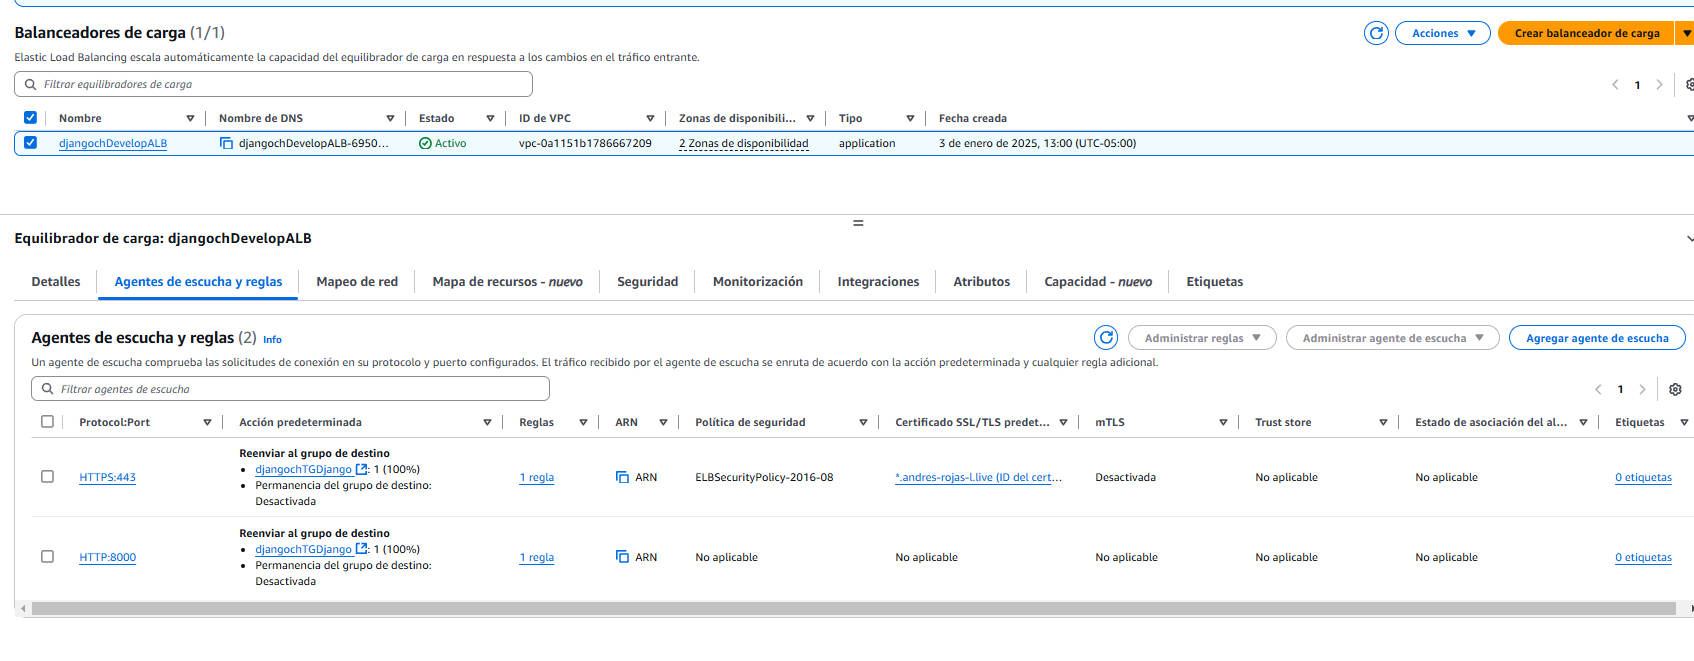 Balanceadores de carga (1/1)
Acciones
Crear balanceador de carga
Elastic Load Balancing escala automáticamente la capacidad del equilibrador de carga en respuesta a los cambios en el tráfico entrante.
Filtrar equilibradores de carga
1
Nombre Nombre de DNS Estado ID de VPC Zonas de disponibili... Tipo Fecha creada
djangochDevelopALB djangochDevelopALB-6950... Activo vpc-0a1151b1786667209 2 Zonas de disponibilidad application 3 de enero de 2025, 13:00 (UTC-05:00)
Equilibrador de carga: djangochDevelopALB
Detalles Agentes de escucha y reglas Mapeo de red Mapa de recursos - nuevo Seguridad Monitorización Integraciones Atributos Capacidad - nuevo Etiquetas
Agentes de escucha y reglas (2) Info
Administrar reglas Administrar agente de escucha Agregar agente de escucha
Un agente de escucha comprueba las solicitudes de conexión en su protocolo y puerto configurados. El tráfico recibido por el agente de escucha se enruta de acuerdo con la acción predeterminada y cualquier regla adicional.
Filtrar agentes de escucha
1
Protocol:Port Acción predeterminada Reglas ARN Política de seguridad Certificado SSL/TLS predet... mTLS Trust store Estado de asociación del al... Etiquetas
Reenviar al grupo de destino
djangochTGDjango : 1 (100%)
HTTPS:443 1 regla ARN ELBSecurityPolicy-2016-08 *.andres-rojas-l.live (ID del cert... Desactivada No aplicable No aplicable 0 etiquetas
Permanencia del grupo de destino:
Desactivada
Reenviar al grupo de destino
djangochTGDjango : 1 (100%)
HTTP:8000 1 regla ARN No aplicable No aplicable No aplicable No aplicable No aplicable 0 etiquetas
Permanencia del grupo de destino:
Desactivada